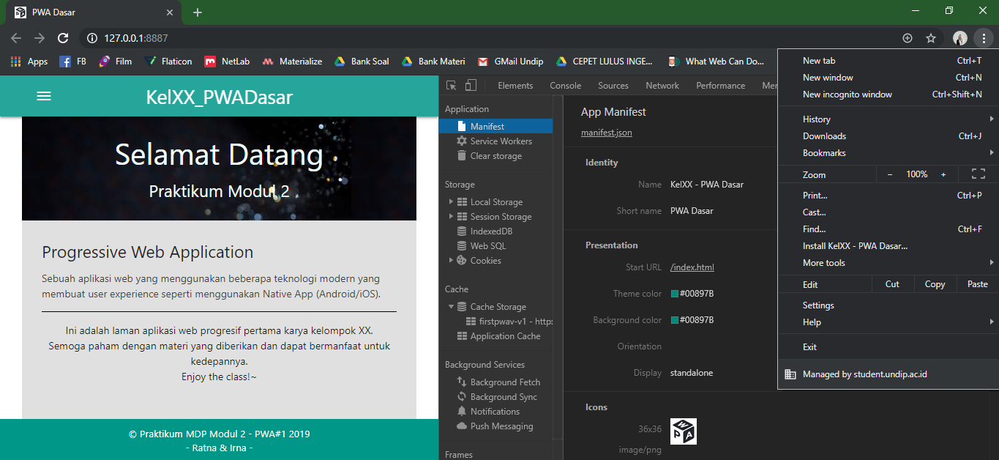 PWA Dasar
127.0.0.1:8887
Apps FB Film Flaticon NetLab Materialize Bank Soal Bank Materi GMail Undip CEPET LULUS INGE... What Web Can Do...
KelXX_PWADasar
Selamat Datang
Praktikum Modul 2
Progressive Web Application
Sebuah aplikasi web yang menggunakan beberapa teknologi modern yang
membuat user experience seperti menggunakan Native App (Android/iOS).
Ini adalah laman aplikasi web progresif pertama karya kelompok XX.
Semoga paham dengan materi yang diberikan dan dapat bermanfaat untuk
kedepannya.
Enjoy the class!~
© Praktikum MDP Modul 2 - PWA#1 2019
- Ratna & Irna -
Elements Console Sources Network Performance Mer
Application
Manifest
Service Workers
Clear storage
Storage
Local Storage
Session Storage
IndexedDB
Web SQL
Cookies
Cache
Cache Storage
firstpwav-v1 - http:
Application Cache
Background Services
Background Fetch
Background Sync
Notifications
Push Messaging
Frames
App Manifest
manifest.json
Identity
Name KelXX - PWA Dasar
Short name PWA Dasar
Presentation
Start URL /index.html
Theme color #00897B
Background color #00897B
Orientation
Display standalone
Icons
36x36
image/png
PWA
New tab Ctrl+T
New window Ctrl+N
New incognito window Ctrl+Shift+N
History
Downloads Ctrl+J
Bookmarks
Zoom − 100% +
Print... Ctrl+P
Cast...
Find... Ctrl+F
Install KelXX - PWA Dasar...
More tools
Edit Cut Copy Paste
Settings
Help
Exit
Managed by student.undip.ac.id